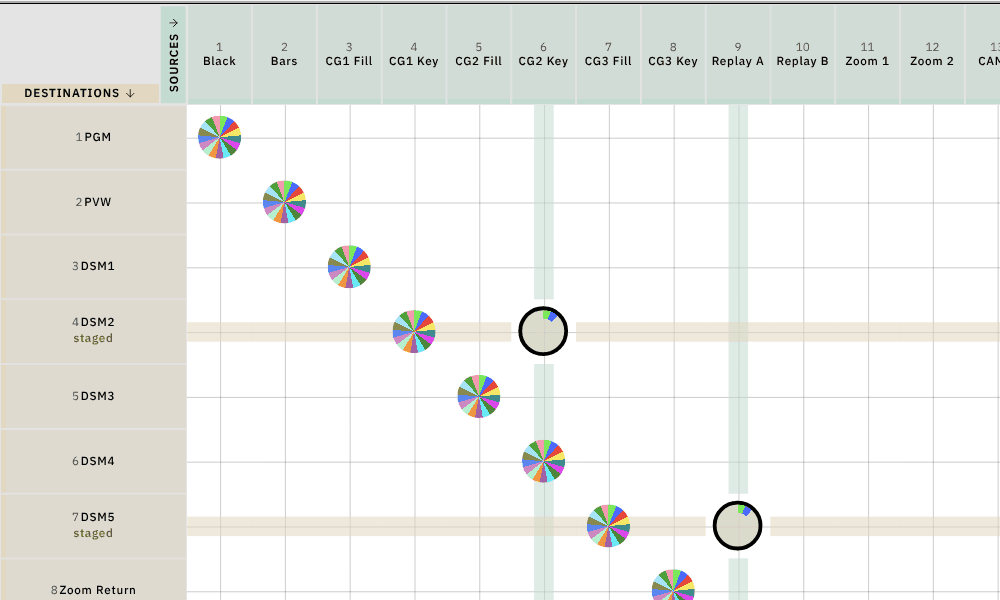 SOURCES →
DESTINATIONS ↓
1 Black
2 Bars
3 CG1 Fill
4 CG1 Key
5 CG2 Fill
6 CG2 Key
7 CG3 Fill
8 CG3 Key
9 Replay A
10 Replay B
11 Zoom 1
12 Zoom 2
CAM
1 PGM
2 PVW
3 DSM1
4 DSM2
staged
5 DSM3
6 DSM4
7 DSM5
staged
8 Zoom Return